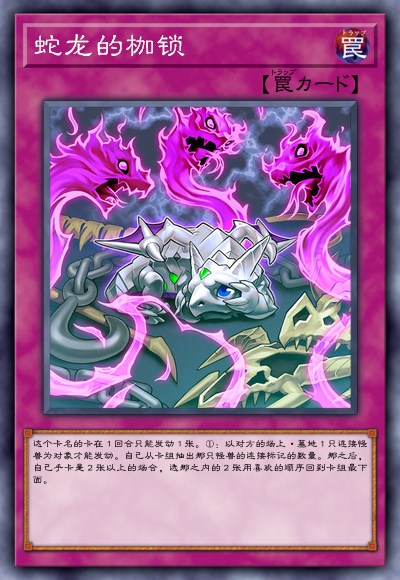 蛇龙的枷锁
トラップ
罠
トラップ
【罠カード】
这个卡名的卡在1回合只能发动1张。①：以对方的场上・墓地1只连接怪
兽为对象才能发动。自己从卡组抽出那只怪兽的连接标记的数量。那之后，
自己手卡是2张以上的场合，选那之内的2张用喜欢的顺序回到卡组最下
面。